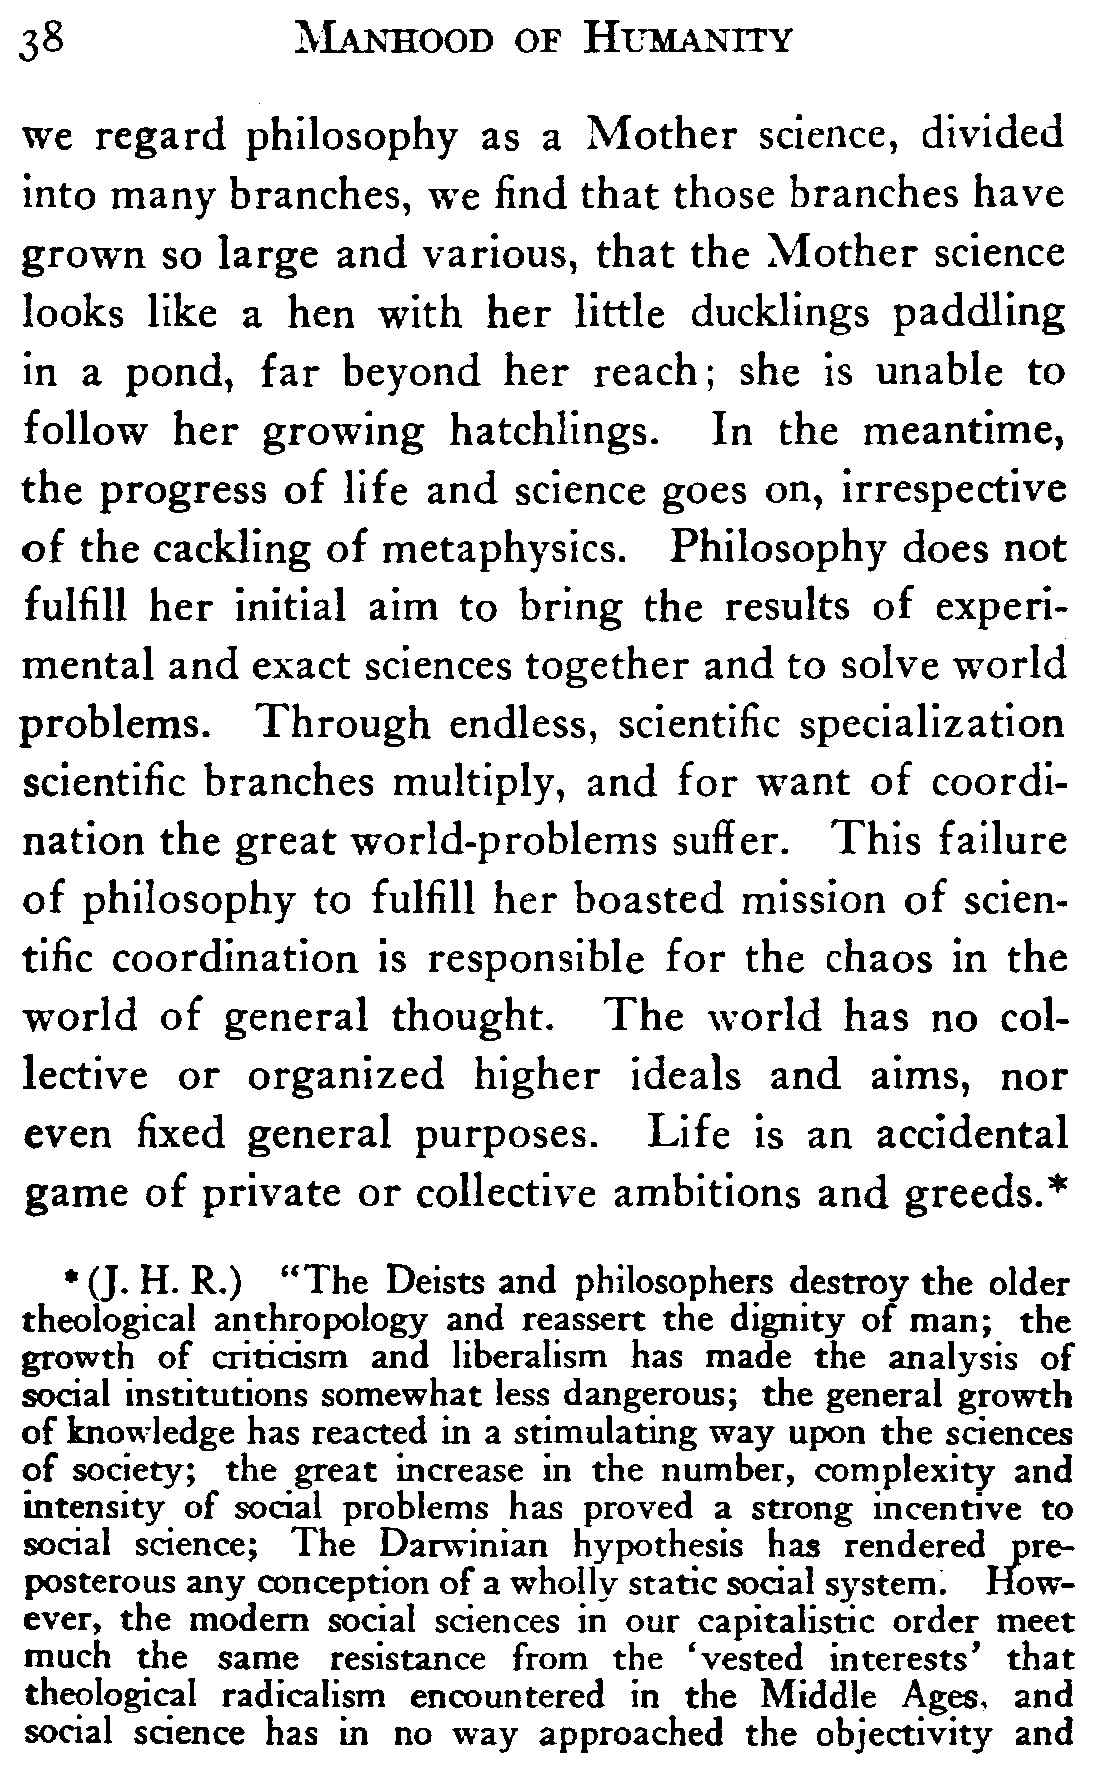 38 MANHOOD OF HUMANITY
we regard philosophy as a Mother science, divided
into many branches, we find that those branches have
grown so large and various, that the Mother science
looks like a hen with her little ducklings paddling
in a pond, far beyond her reach; she is unable to
follow her growing hatchlings. In the meantime,
the progress of life and science goes on, irrespective
of the cackling of metaphysics. Philosophy does not
fulfill her initial aim to bring the results of experi-
mental and exact sciences together and to solve world
problems. Through endless, scientific specialization
scientific branches multiply, and for want of coordi-
nation the great world-problems suffer. This failure
of philosophy to fulfill her boasted mission of scien-
tific coordination is responsible for the chaos in the
world of general thought. The world has no col-
lective or organized higher ideals and aims, nor
even fixed general purposes. Life is an accidental
game of private or collective ambitions and greeds.*
* (J. H. R.) "The Deists and philosophers destroy the older
theological anthropology and reassert the dignity of man; the
growth of criticism and liberalism has made the analysis of
social institutions somewhat less dangerous; the general growth
of knowledge has reacted in a stimulating way upon the sciences
of society; the great increase in the number, complexity and
intensity of social problems has proved a strong incentive to
social science; The Darwinian hypothesis has rendered pre-
posterous any conception of a wholly static social system. How-
ever, the modern social sciences in our capitalistic order meet
much the same resistance from the 'vested interests' that
theological radicalism encountered in the Middle Ages, and
social science has in no way approached the objectivity and